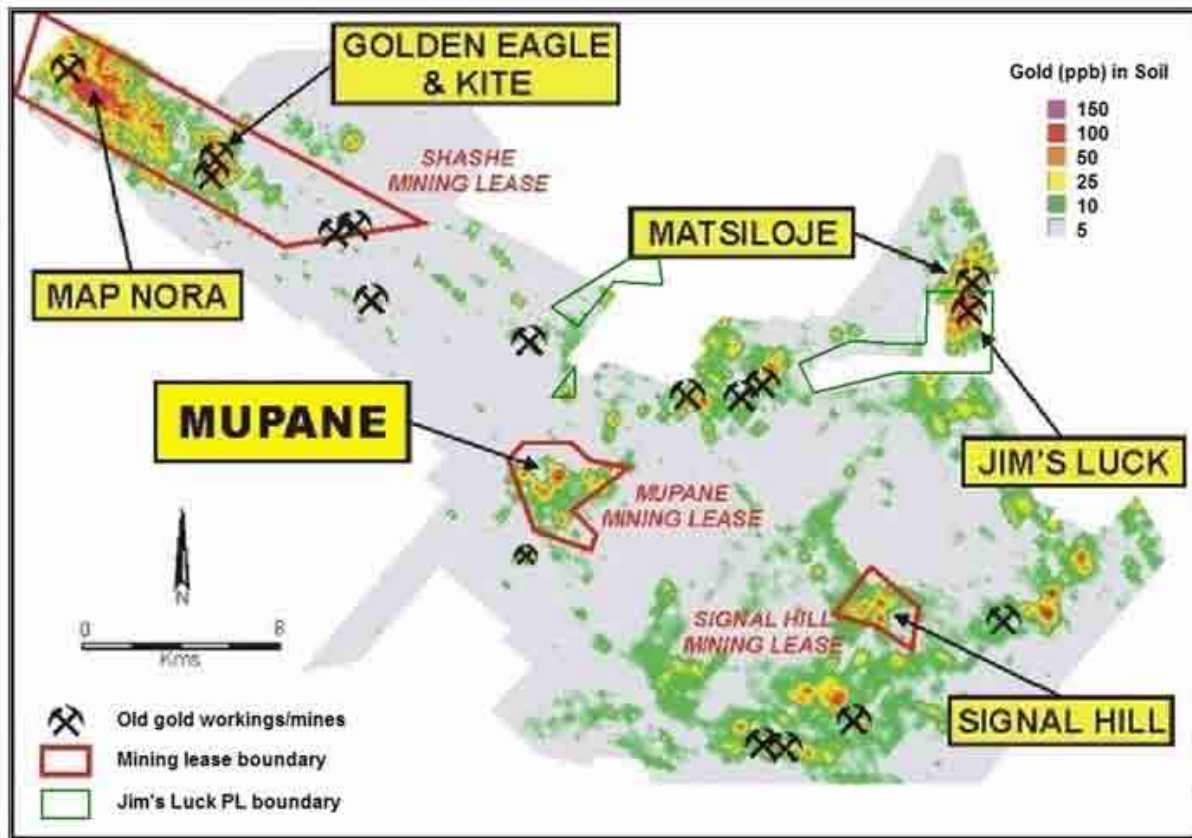 GOLDEN EAGLE
& KITE
Gold (ppb) in Soil
150
100
50
25
10
5
SHASHE
MINING LEASE
MATSILOJE
MAP NORA
MUPANE
JIM'S LUCK
MUPANE
MINING LEASE
N
SIGNAL HILL
MINING LEASE
0 8
Kms
SIGNAL HILL
Old gold workings/mines
Mining lease boundary
Jim's Luck PL boundary